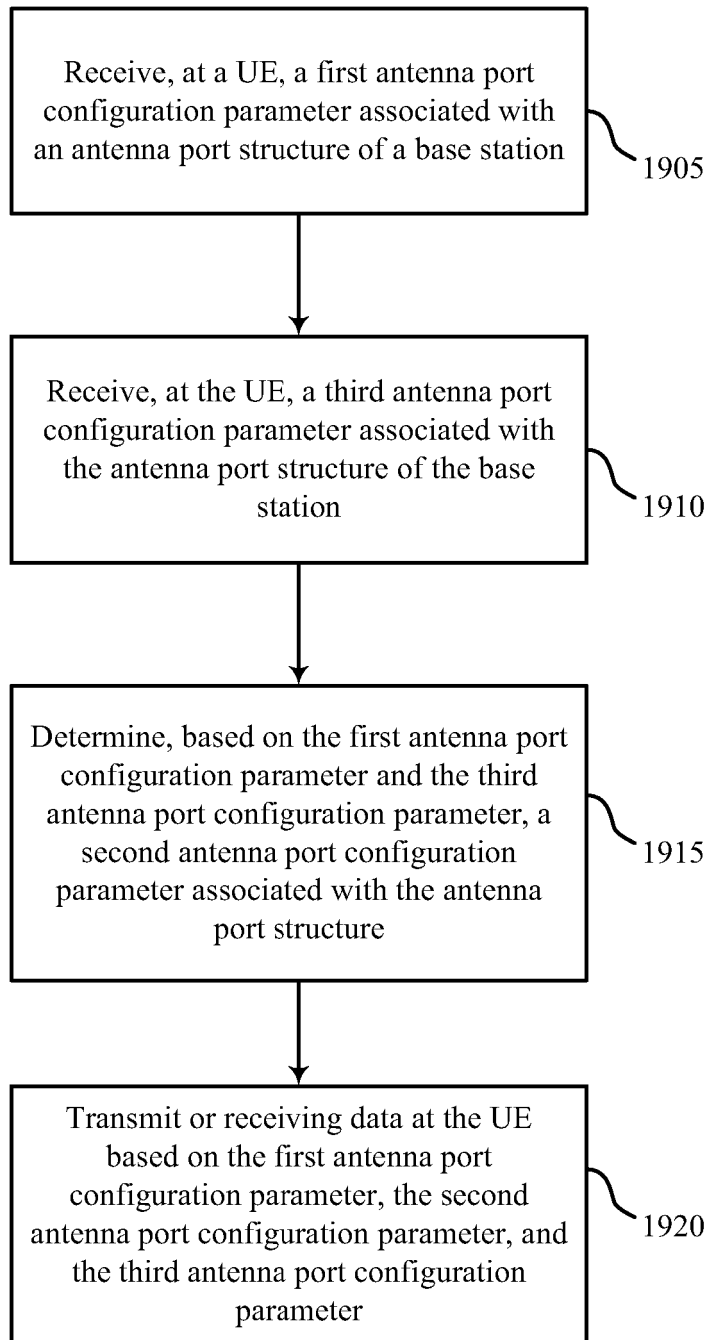 Receive, at a UE, a first antenna port
configuration parameter associated with
an antenna port structure of a base station
1905
Receive, at the UE, a third antenna port
configuration parameter associated with
the antenna port structure of the base
station
1910
Determine, based on the first antenna port
configuration parameter and the third
antenna port configuration parameter, a
second antenna port configuration
parameter associated with the antenna
port structure
1915
Transmit or receiving data at the UE
based on the first antenna port
configuration parameter, the second
antenna port configuration parameter, and
the third antenna port configuration
parameter
1920